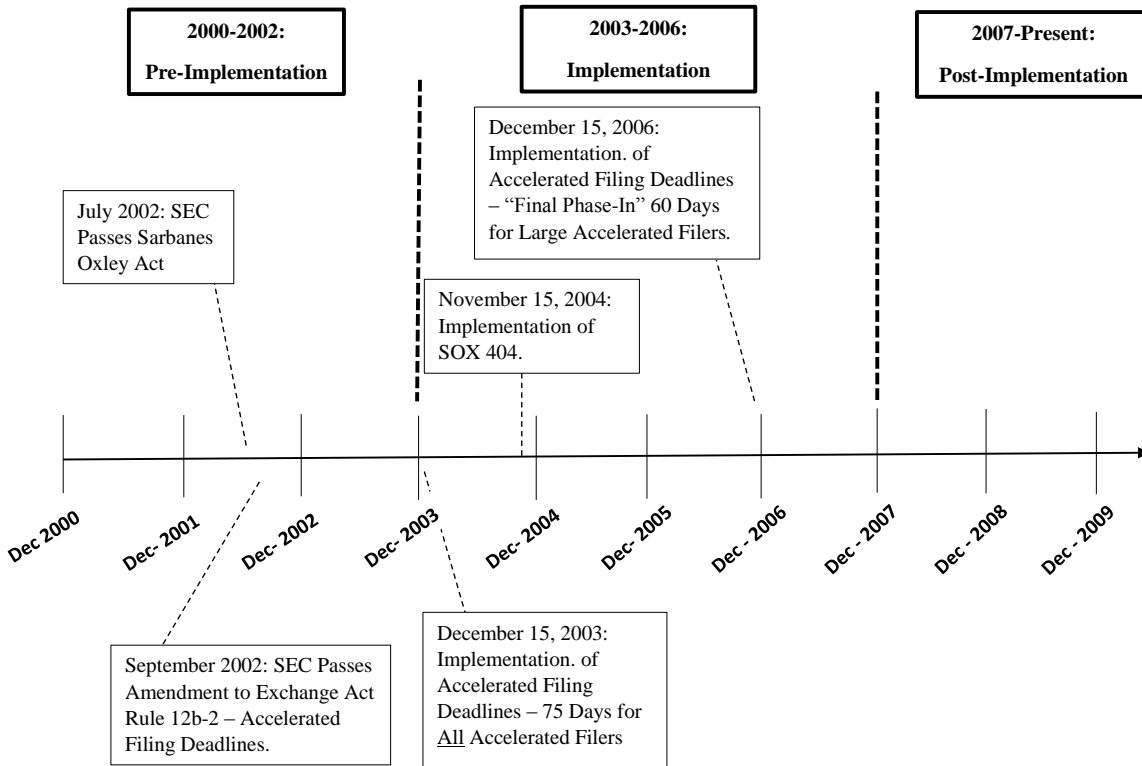 2000-2002:
Pre-Implementation
2003-2006:
Implementation
2007-Present:
Post-Implementation
December 15, 2006:
Implementation. of
Accelerated Filing Deadlines
– “Final Phase-In” 60 Days
for Large Accelerated Filers.
July 2002: SEC
Passes Sarbanes
Oxley Act
November 15, 2004:
Implementation of
SOX 404.
Dec 2000
Dec- 2001
Dec- 2002
Dec- 2003
Dec- 2004
Dec- 2005
Dec - 2006
Dec - 2007
Dec - 2008
Dec - 2009
September 2002: SEC Passes
Amendment to Exchange Act
Rule 12b-2 – Accelerated
Filing Deadlines.
December 15, 2003:
Implementation. of
Accelerated Filing
Deadlines – 75 Days for
All Accelerated Filers